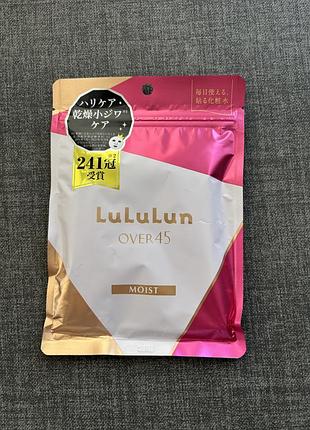 ハリケア・
乾燥小ジワ
ケア
毎日使える、
貼る化粧水
241冠
受賞
LuLuLun
OVER45
MOIST